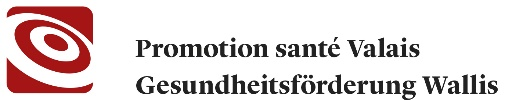 Promotion santé Valais
Gesundheitsförderung Wallis